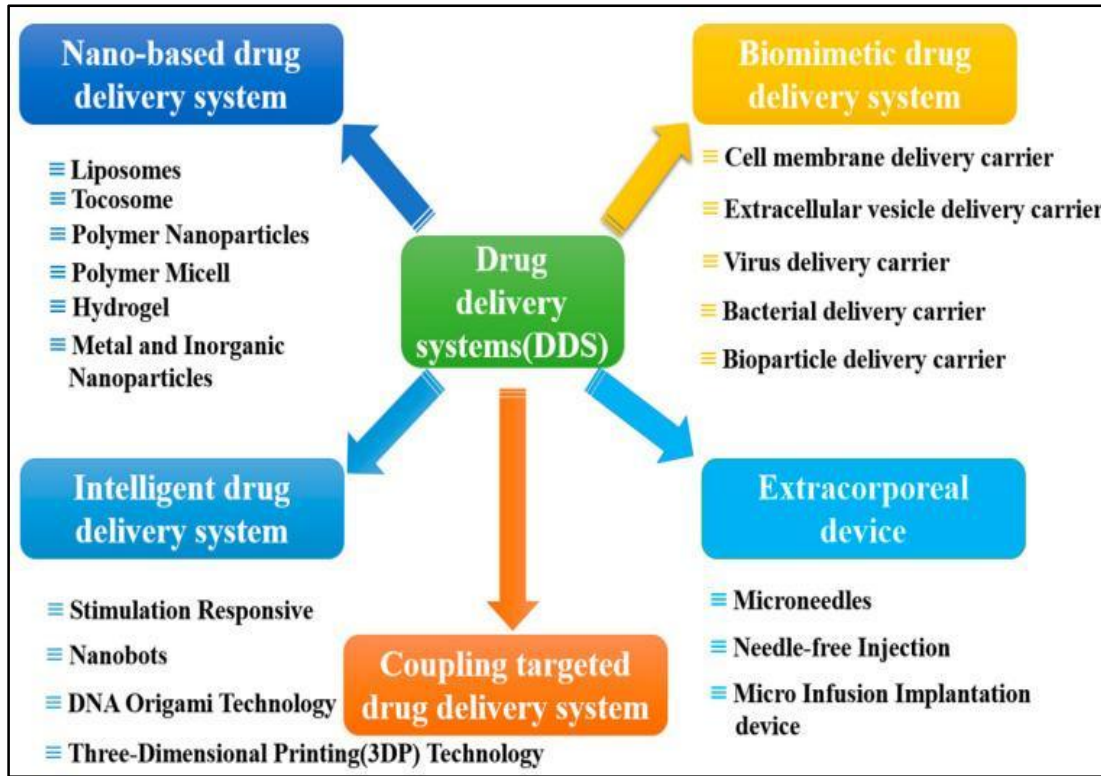 Nano-based drug
delivery system
≡ Liposomes
≡ Tocosome
≡ Polymer Nanoparticles
≡ Polymer Micell
≡ Hydrogel
≡ Metal and Inorganic
Nanoparticles
Biomimetic drug
delivery system
≡ Cell membrane delivery carrier
≡ Extracellular vesicle delivery carrier
≡ Virus delivery carrier
≡ Bacterial delivery carrier
≡ Bioparticle delivery carrier
Drug
delivery
systems(DDS)
Intelligent drug
delivery system
≡ Stimulation Responsive
≡ Nanobots
≡ DNA Origami Technology
≡ Three-Dimensional Printing(3DP) Technology
Coupling targeted
drug delivery system
Extracorporeal
device
≡ Microneedles
≡ Needle-free Injection
≡ Micro Infusion Implantation
device